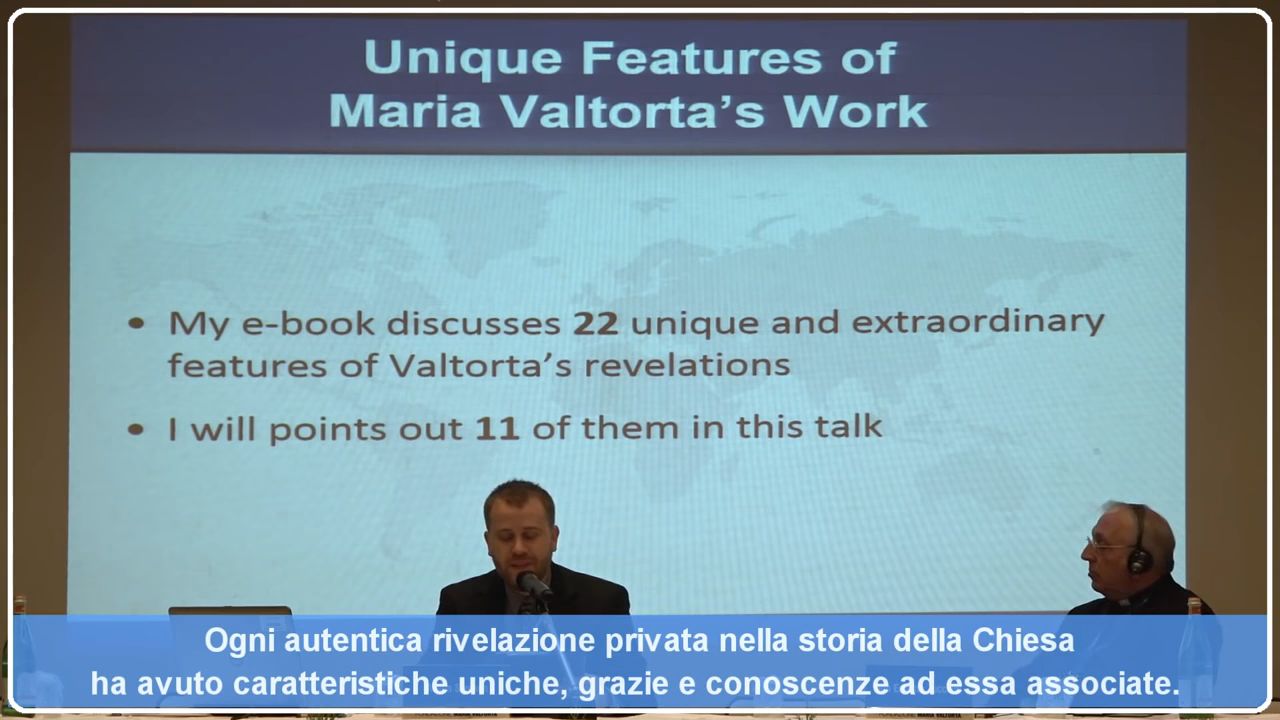 Unique Features of
Maria Valtorta's Work
• My e-book discusses 22 unique and extraordinary
features of Valtorta's revelations
• I will points out 11 of them in this talk
Ogni autentica rivelazione privata nella storia della Chiesa
ha avuto caratteristiche uniche, grazie e conoscenze ad essa associate.